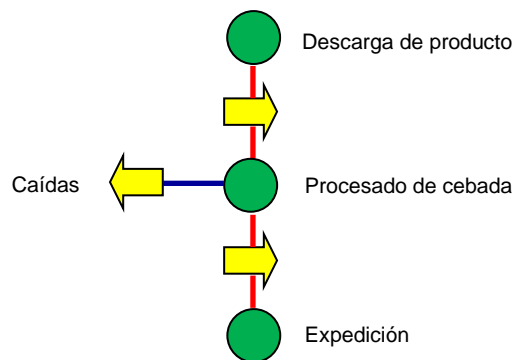 Descarga de producto
Caídas
Procesado de cebada
Expedición